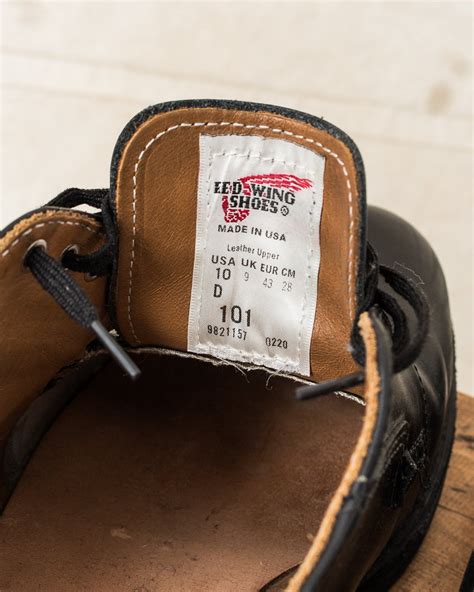 RED WING
SHOES ®
MADE IN USA
Leather Upper
USA UK EUR CM
10 9 43 28
D
101
9821157 0220